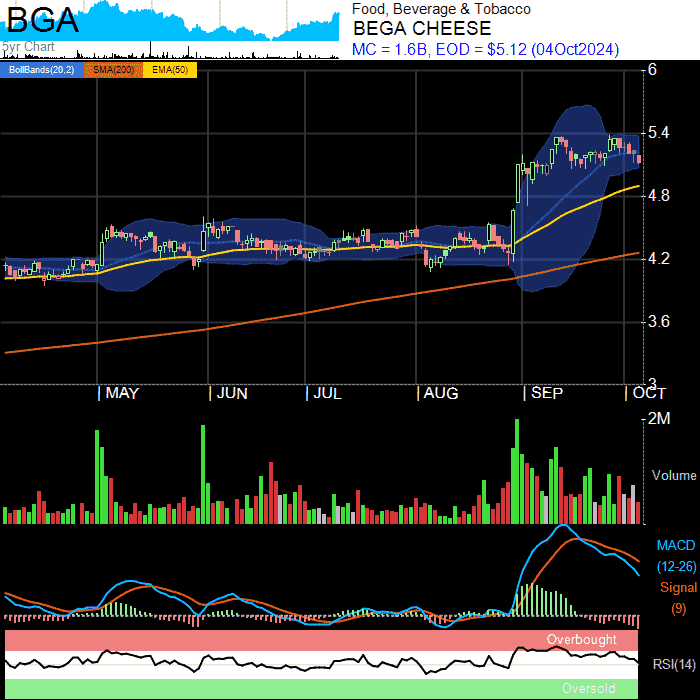 BGA
5yr Chart
Food, Beverage & Tobacco
BEGA CHEESE
MC = 1.6B, EOD = $5.12 (04Oct2024)
BollBands(20,2) SMA(200) EMA(50)
6
5.4
4.8
4.2
3.6
3
MAY JUN JUL AUG SEP OCT
2M
Volume
MACD
(12-26)
Signal
(9)
Overbought
RSI(14)
Oversold